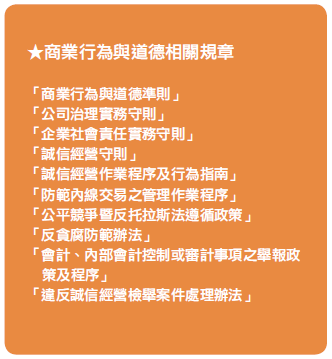 ★商業行為與道德相關規章
「商業行為與道德準則」
「公司治理實務守則」
「企業社會責任實務守則」
「誠信經營守則」
「誠信經營作業程序及行為指南」
「防範內線交易之管理作業程序」
「公平競爭暨反托拉斯法遵循政策」
「反貪腐防範辦法」
「會計、內部會計控制或審計事項之舉報政
策及程序」
「違反誠信經營檢舉案件處理辦法」